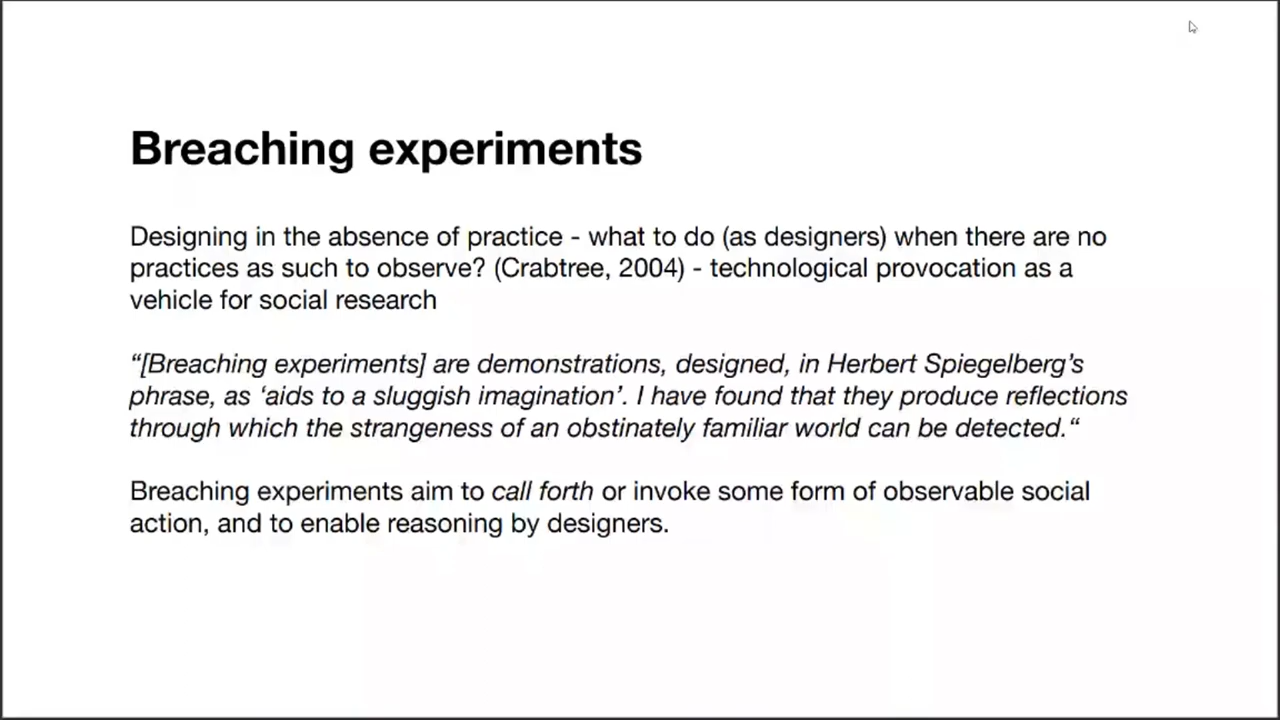 Breaching experiments
Designing in the absence of practice - what to do (as designers) when there are no
practices as such to observe? (Crabtree, 2004) - technological provocation as a
vehicle for social research
“[Breaching experiments] are demonstrations, designed, in Herbert Spiegelberg’s
phrase, as ‘aids to a sluggish imagination’. I have found that they produce reflections
through which the strangeness of an obstinately familiar world can be detected.“
Breaching experiments aim to call forth or invoke some form of observable social
action, and to enable reasoning by designers.